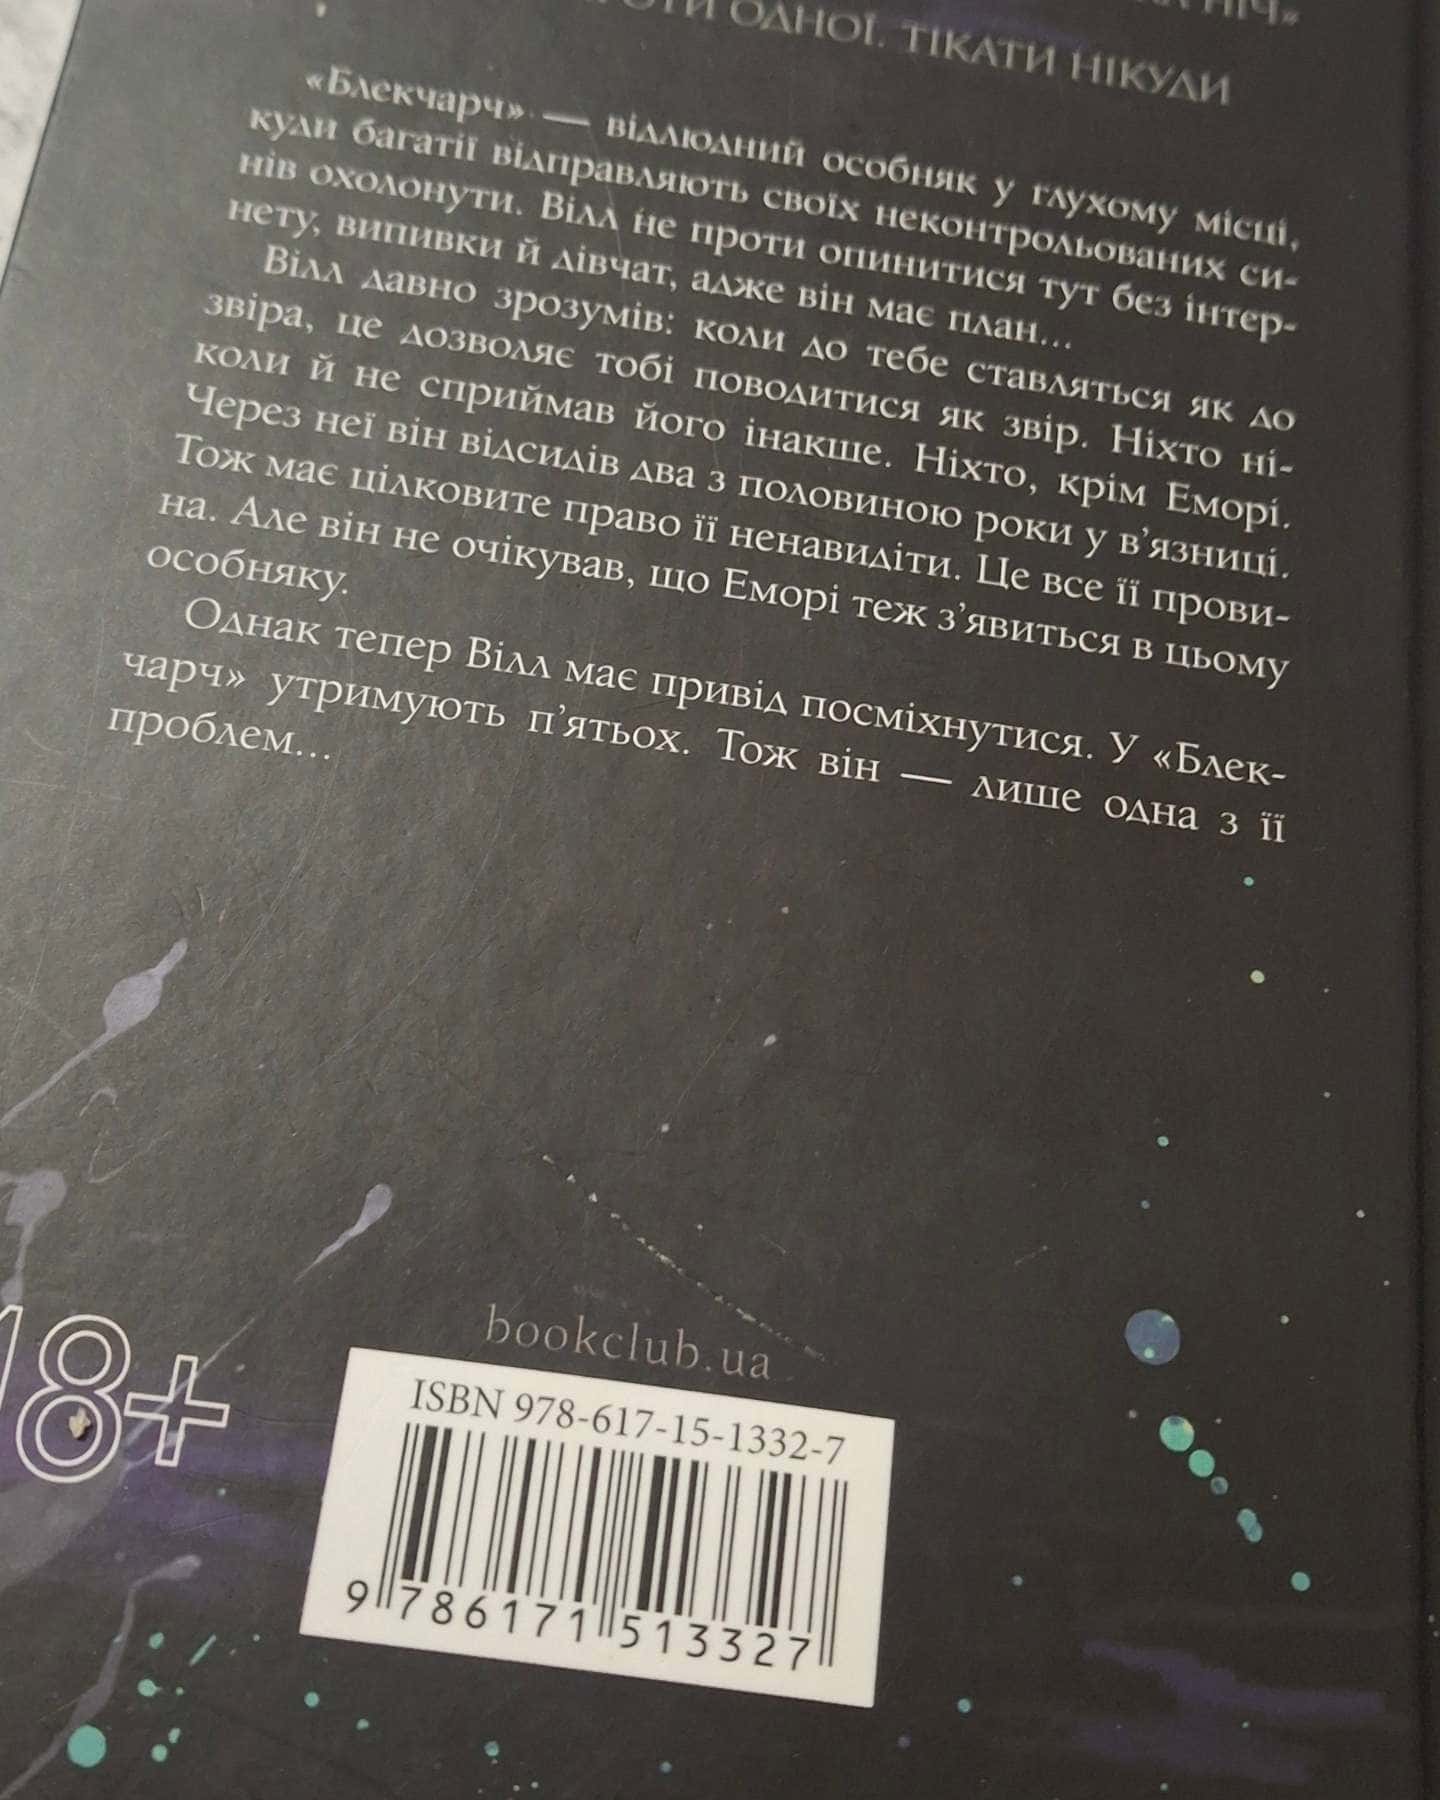 НІЧ»
ОДНОЇ. ТІКАТИ НІКУДИ
«Блекчарч» — відлюдний особняк у глухому місці,
куди багатії відправляють своїх неконтрольованих си-
нів охолонути. Вілл не проти опинитися тут без інтер-
нету, випивки й дівчат, адже він має план...
Вілл давно зрозумів: коли до тебе ставляться як до
звіра, це дозволяє тобі поводитися як звір. Ніхто ні-
коли й не сприймав його інакше. Ніхто, крім Еморі.
Через неї він відсидів два з половиною роки у в’язниці.
Тож має цілковите право її ненавидіти. Це все її прови-
на. Але він не очікував, що Еморі теж з’явиться в цьому
особняку.
Однак тепер Вілл має привід посміхнутися. У «Блек-
чарч» утримують п’ятьох. Тож він — лише одна з її
проблем...
bookclub.ua
18+
ISBN 978-617-15-1332-7
9 786171 513327